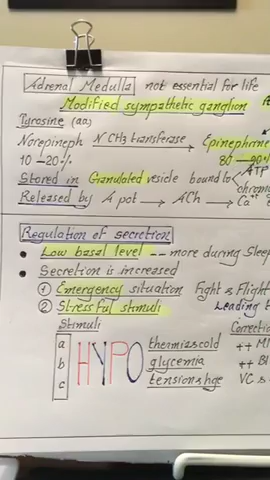 Adrenal Medulla not essential for life
Modified sympathetic ganglion
Tyrosine (aa)
Norepineph N CH3 transferase Epinephrine
10 -20% 80 -90%
Stored in Granulated vesicle bound to ATP
chrom
Released by A pot → ACh → Ca++
Regulation of secretion
• Low basal level -- more during Sleep
• Secretion is increased
① Emergency situation Fight & Flight
② Stressful stimuli Leading t
Stimuli Correctio
a HYPO thermia & cold ++ M
b glycemia ++ Bl
c tension & hge VC &